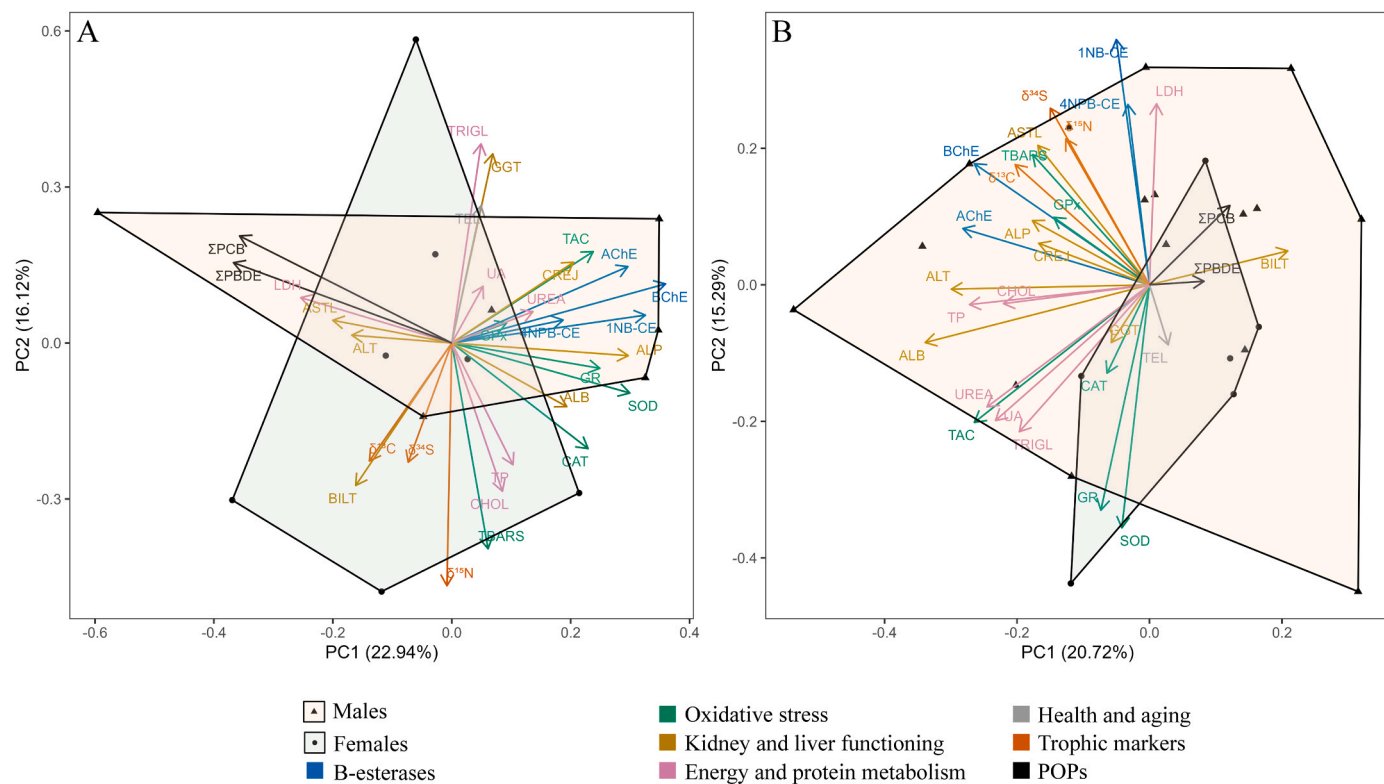 A
0.6
0.3
0.0
-0.3
PC2 (16.12%)
TRIGL
GGT
TEL
TAC
ΣPCB
AChE
UA
CREJ
ΣPBDE
LDH
BChE
UREA
ASTL
GPx
4NPB-CE
1NB-CE
ALT
ALP
GR
ALB
SOD
δ¹³C
δ³⁴S
CAT
BILT
TP
CHOL
TBARS
δ¹⁵N
-0.6
-0.4
-0.2
0.0
0.2
0.4
PC1 (22.94%)
B
0.2
0.0
-0.2
-0.4
PC2 (15.29%)
1NB-CE
δ³⁴S
4NPB-CE
LDH
δ¹⁵N
ASTL
BChE
TBARS
δ¹³C
GPx
AChE
ΣPCB
ALP
CREJ
ΣPBDE
BILT
ALT
CHOL
TP
ALB
GGT
TEL
CAT
UREA
UA
TAC
TRIGL
GR
SOD
-0.4
-0.2
0.0
0.2
PC1 (20.72%)
Males
Females
B-esterases
Oxidative stress
Kidney and liver functioning
Energy and protein metabolism
Health and aging
Trophic markers
POPs